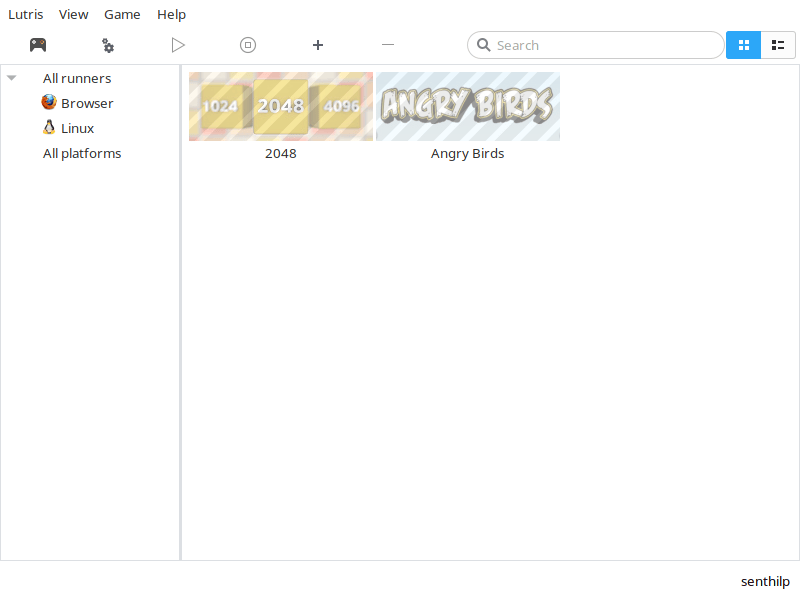 Lutris View Game Help
Search
All runners
Browser
Linux
All platforms
1024 2048 4096
2048
ANGRY BIRDS
Angry Birds
senthilp